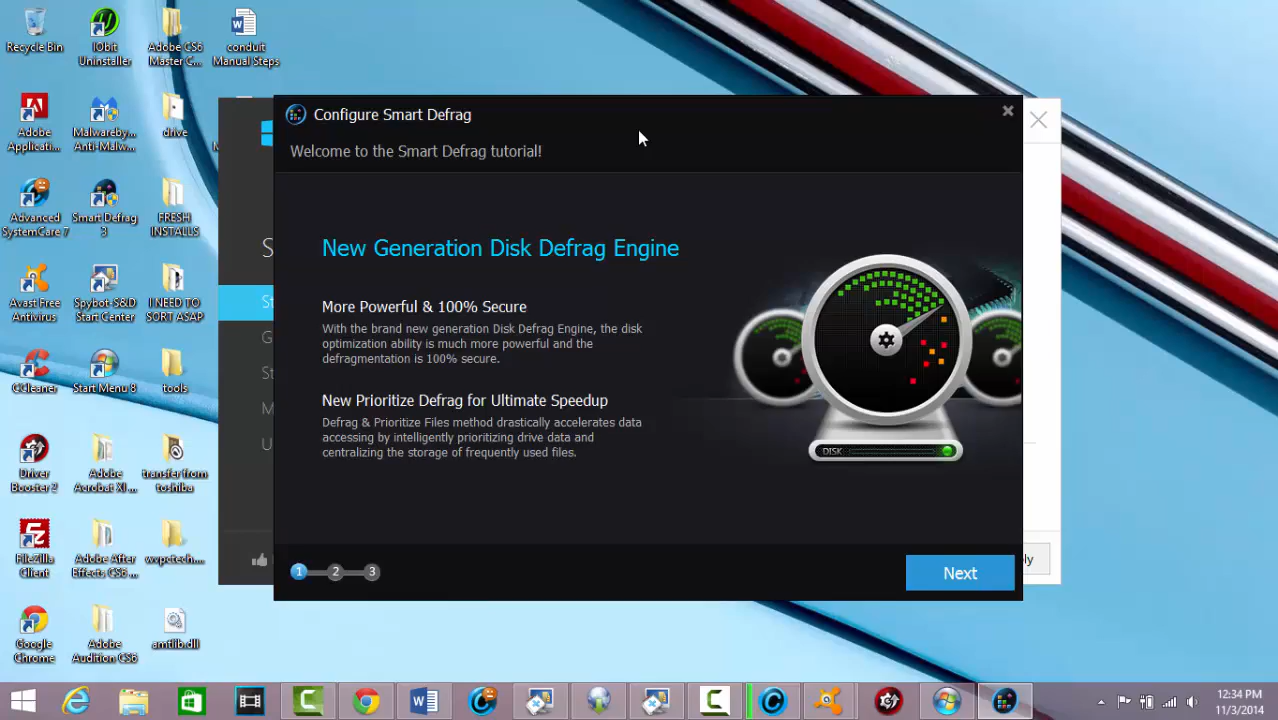 Recycle Bin
IObit
Uninstaller
Adobe CS6
Master C...
conduit
Manual Steps
Adobe
Applicati...
Malwareby...
Anti-Malw...
drive
Advanced
SystemCare 7
Smart Defrag
3
FRESH
INSTALLS
Avast Free
Antivirus
Spybot-S&D
Start Center
I NEED TO
SORT ASAP
CCleaner
Start Menu 8
tools
Driver
Booster 2
Adobe
Acrobat XI ...
transfer from
toshiba
FileZilla
Client
Adobe After
Effects CS6 ...
wvpctech....
Google
Chrome
Adobe
Audition CS6
amtlib.dll
Configure Smart Defrag
Welcome to the Smart Defrag tutorial!
New Generation Disk Defrag Engine
More Powerful & 100% Secure
With the brand new generation Disk Defrag Engine, the disk
optimization ability is much more powerful and the
defragmentation is 100% secure.
New Prioritize Defrag for Ultimate Speedup
Defrag & Prioritize Files method drastically accelerates data
accessing by intelligently prioritizing drive data and
centralizing the storage of frequently used files.
DISK
1 2 3
Next
12:34 PM
11/3/2014